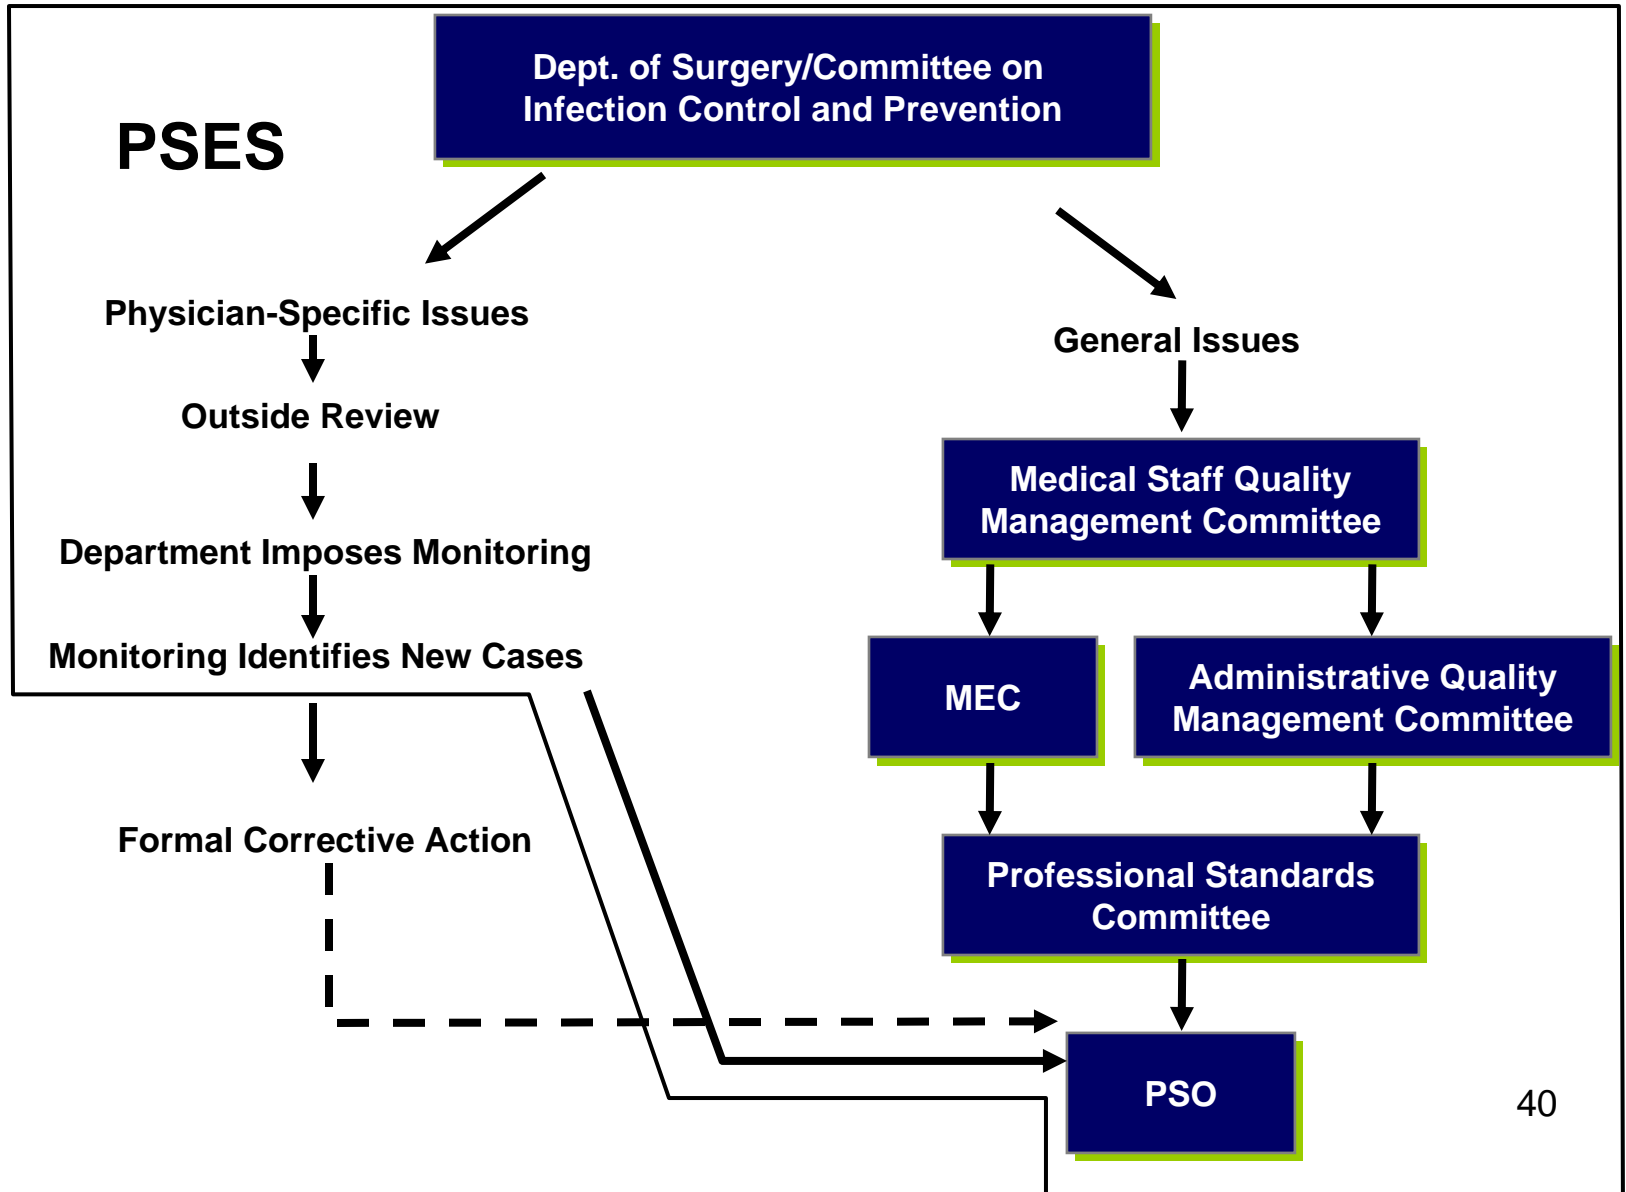 Dept. of Surgery/Committee on
Infection Control and Prevention
PSES
Physician-Specific Issues
General Issues
Outside Review
Medical Staff Quality
Management Committee
Department Imposes Monitoring
Monitoring Identifies New Cases
MEC
Administrative Quality
Management Committee
Formal Corrective Action
Professional Standards
Committee
PSO
40